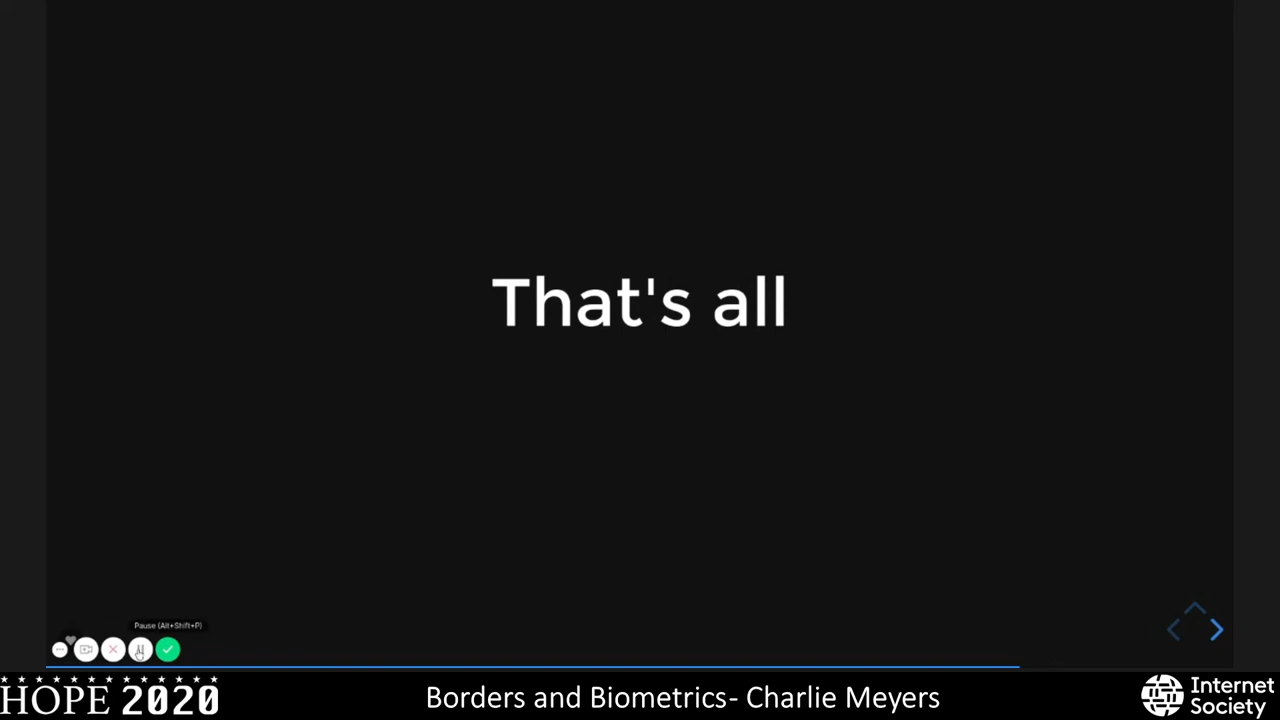 That's all
Pause (Alt+Shift+P)
HOPE 2020
Borders and Biometrics- Charlie Meyers
Internet
Society